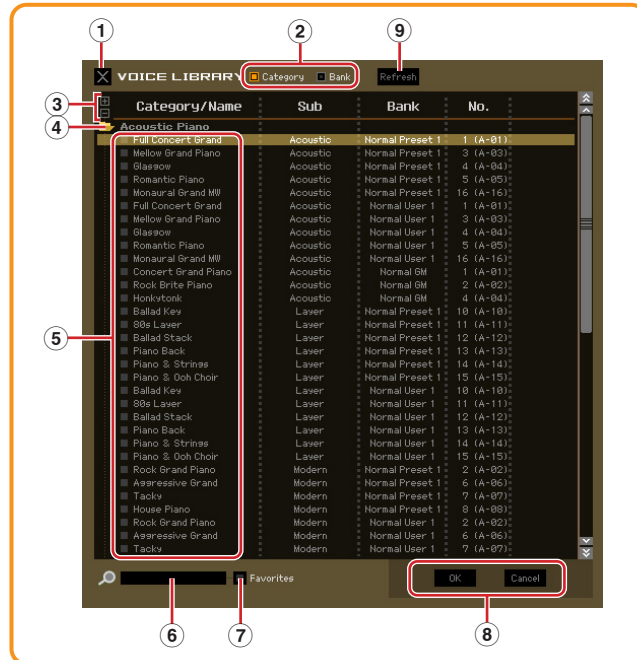 1 2 9
VOICE LIBRARY Category Bank Refresh
3
Category/Name Sub Bank No.
4 Acoustic Piano
Full Concert Grand Acoustic Normal Preset 1 1 (A-01)
Mellow Grand Piano Acoustic Normal Preset 1 3 (A-03)
Glasgow Acoustic Normal Preset 1 4 (A-04)
Romantic Piano Acoustic Normal Preset 1 5 (A-05)
Monaural Grand MW Acoustic Normal Preset 1 16 (A-16)
Full Concert Grand Acoustic Normal User 1 1 (A-01)
Mellow Grand Piano Acoustic Normal User 1 3 (A-03)
Glasgow Acoustic Normal User 1 4 (A-04)
Romantic Piano Acoustic Normal User 1 5 (A-05)
Monaural Grand MW Acoustic Normal User 1 16 (A-16)
Concert Grand Piano Acoustic Normal GM 1 (A-01)
Rock Brite Piano Acoustic Normal GM 2 (A-02)
Honkytonk Acoustic Normal GM 4 (A-04)
Ballad Key Layer Normal Preset 1 10 (A-10)
5 80s Layer Layer Normal Preset 1 11 (A-11)
Ballad Stack Layer Normal Preset 1 12 (A-12)
Piano Back Layer Normal Preset 1 13 (A-13)
Piano & Strings Layer Normal Preset 1 14 (A-14)
Piano & Ooh Choir Layer Normal Preset 1 15 (A-15)
Ballad Key Layer Normal User 1 10 (A-10)
80s Layer Layer Normal User 1 11 (A-11)
Ballad Stack Layer Normal User 1 12 (A-12)
Piano Back Layer Normal User 1 13 (A-13)
Piano & Strings Layer Normal User 1 14 (A-14)
Piano & Ooh Choir Layer Normal User 1 15 (A-15)
Rock Grand Piano Modern Normal Preset 1 2 (A-02)
Aggressive Grand Modern Normal Preset 1 6 (A-06)
Tacky Modern Normal Preset 1 7 (A-07)
House Piano Modern Normal Preset 1 8 (A-08)
Rock Grand Piano Modern Normal User 1 2 (A-02)
Aggressive Grand Modern Normal User 1 6 (A-06)
Tacky Modern Normal User 1 7 (A-07)
Favorites OK Cancel
6 7 8